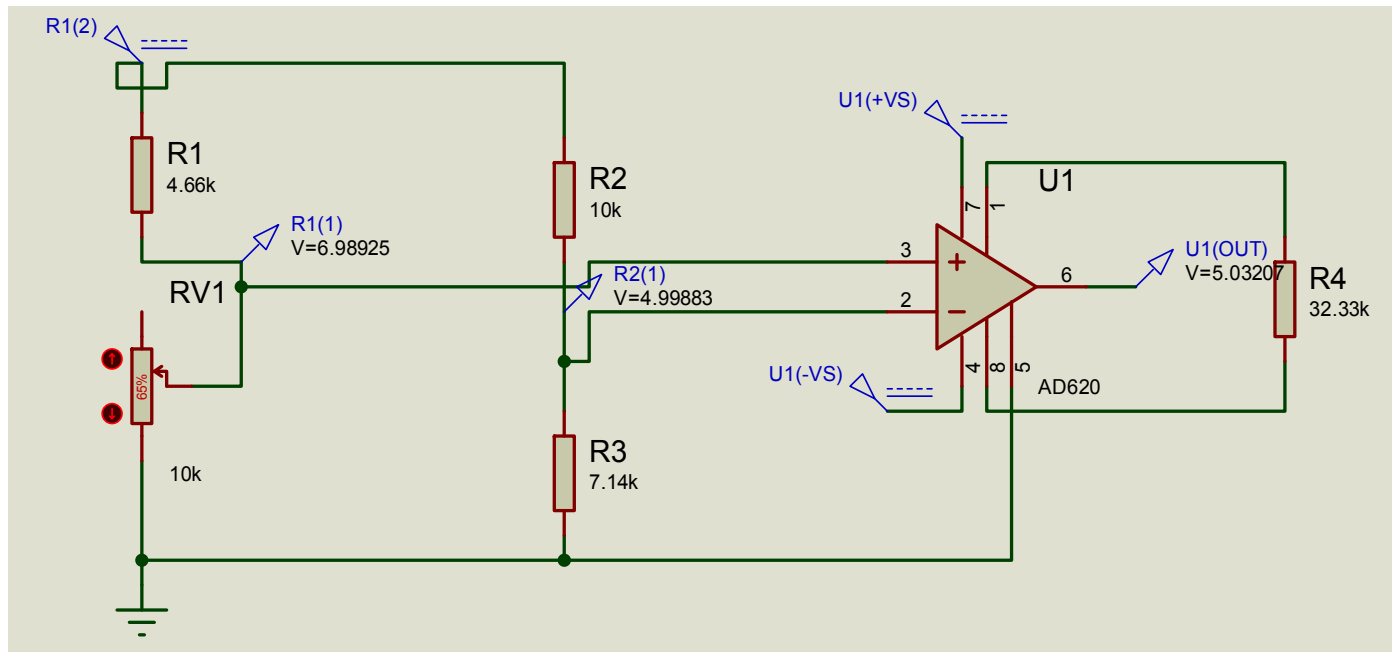 R1(2)
R1
4.66k
R1(1)
V=6.98925
RV1
65%
10k
R2
10k
R2(1)
V=4.99883
R3
7.14k
U1(+VS)
U1
7
1
3
2
6
4
8
5
U1(-VS)
AD620
U1(OUT)
V=5.03207
R4
32.33k